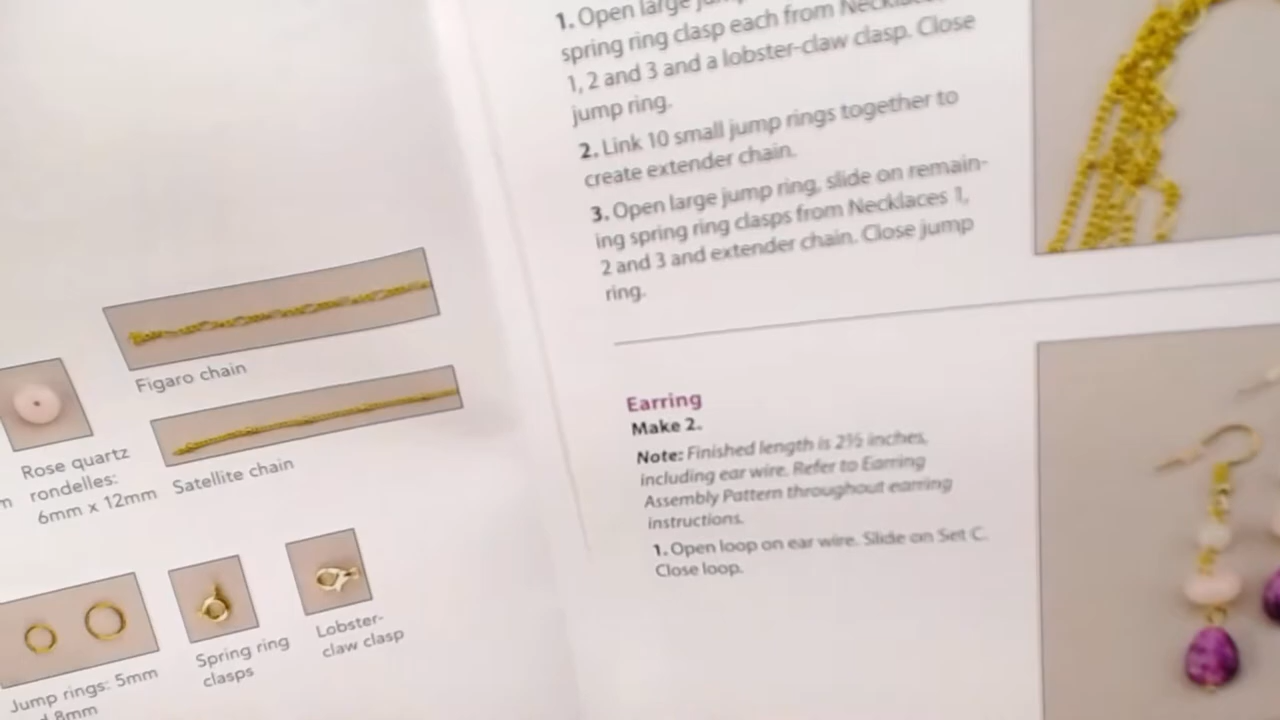 Figaro chain
Satellite chain
Rose quartz
rondelles:
6mm x 12mm
Spring ring
clasps
Lobster-
claw clasp
Jump rings: 5mm
8mm
1. Open large
spring ring clasp each from
1, 2 and 3 and a lobster-claw clasp. Close
jump ring.
2. Link 10 small jump rings together to
create extender chain.
3. Open large jump ring, slide on remain-
ing spring ring clasps from Necklaces 1,
2 and 3 and extender chain. Close jump
ring.
Earring
Make 2.
Note: Finished length is 2½ inches,
including ear wire. Refer to Earring
Assembly Pattern throughout earring
instructions.
1. Open loop on ear wire. Slide on Set C.
Close loop.